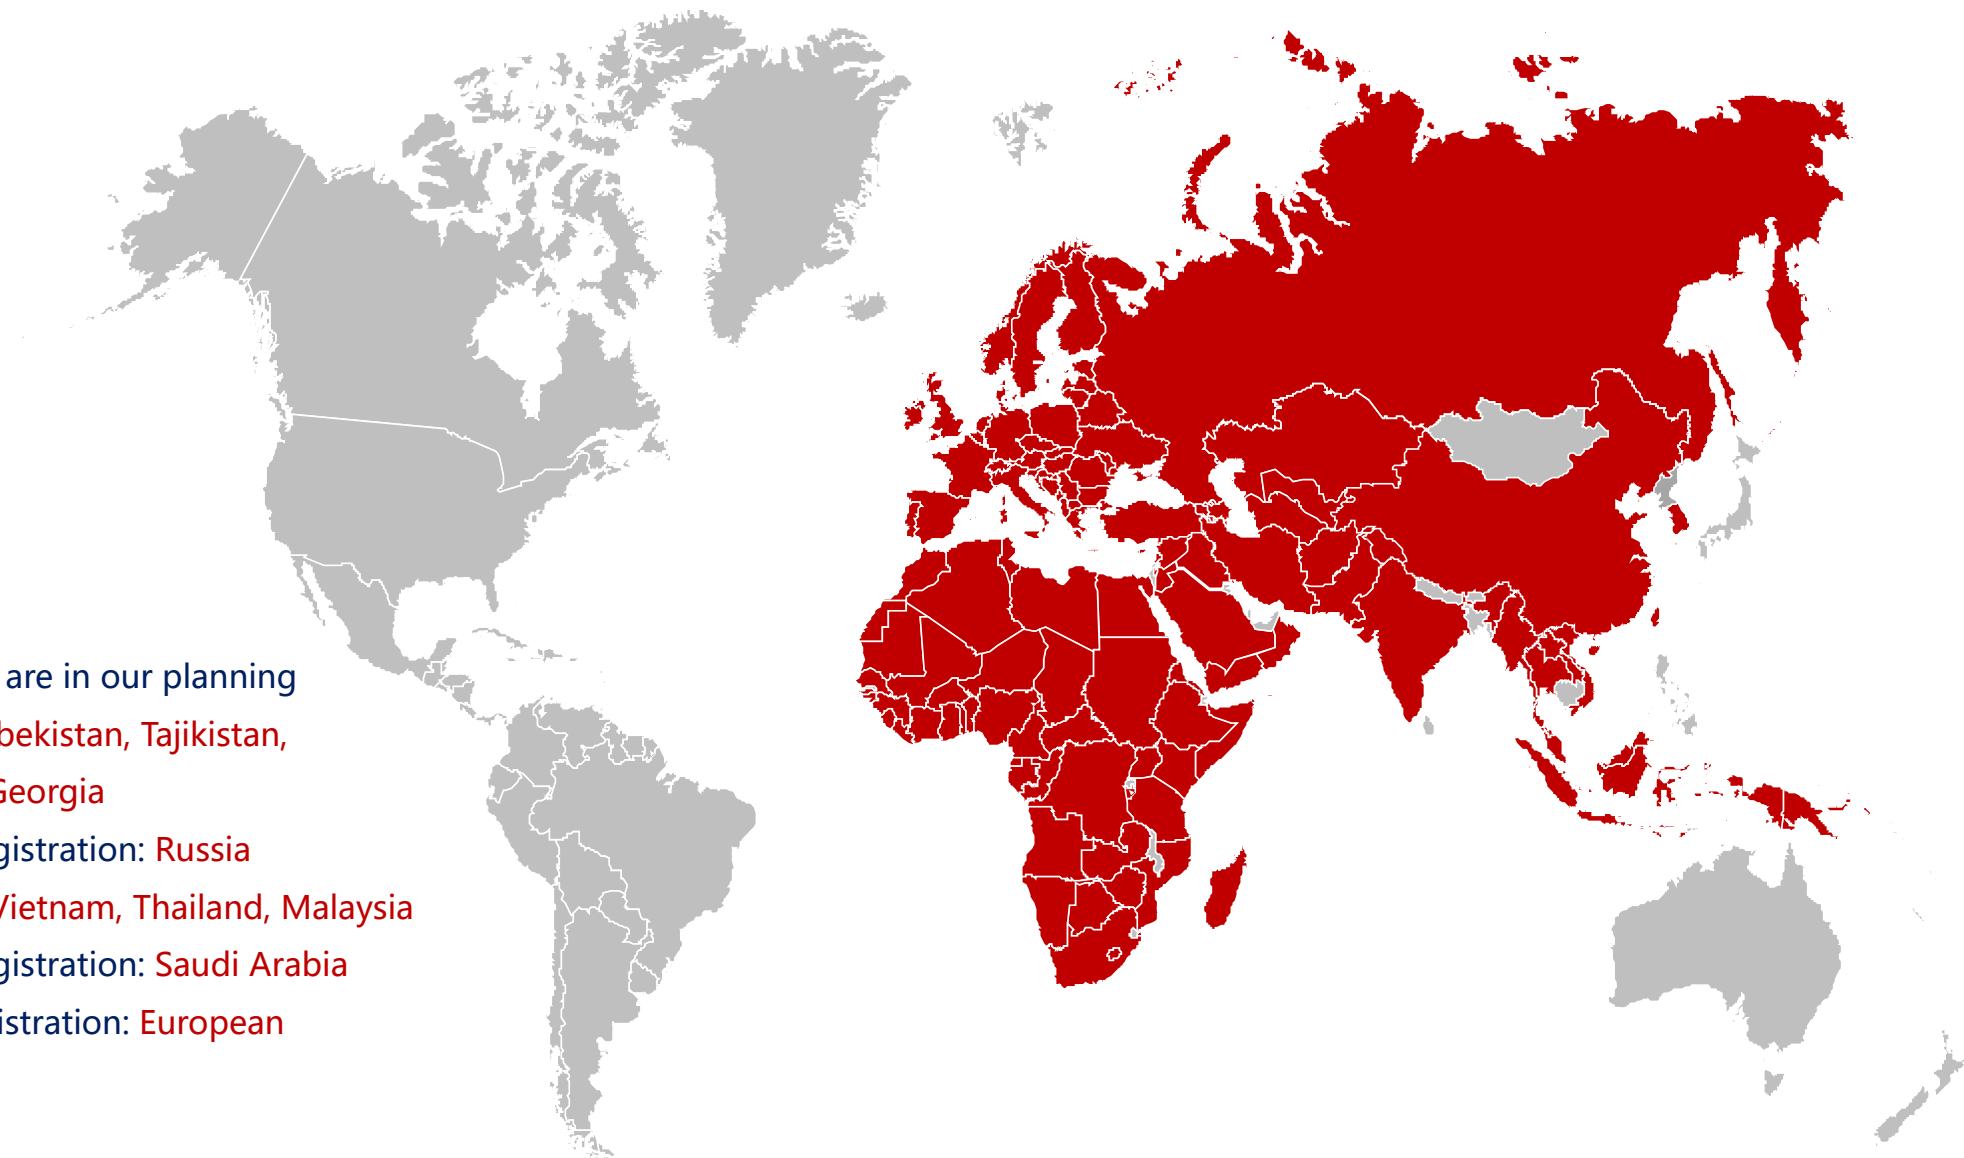 are in our planning
bekistan, Tajikistan,
Georgia
gistration: Russia
Vietnam, Thailand, Malaysia
gistration: Saudi Arabia
istration: European